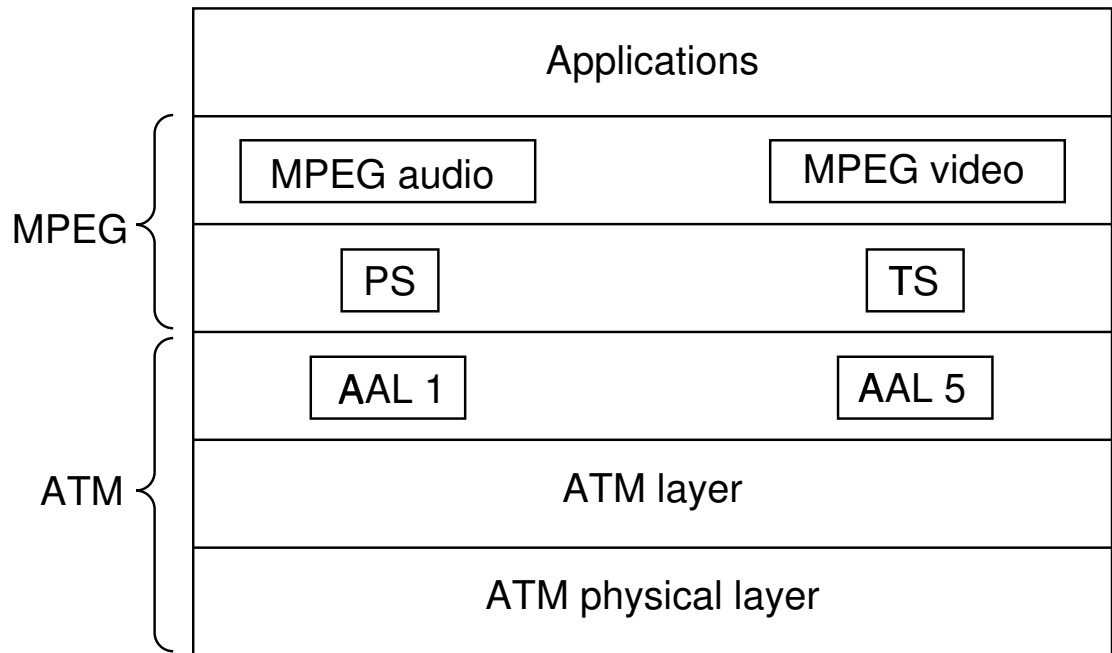 Applications
MPEG audio
MPEG video
MPEG
PS
TS
AAL 1
AAL 5
ATM
ATM layer
ATM physical layer